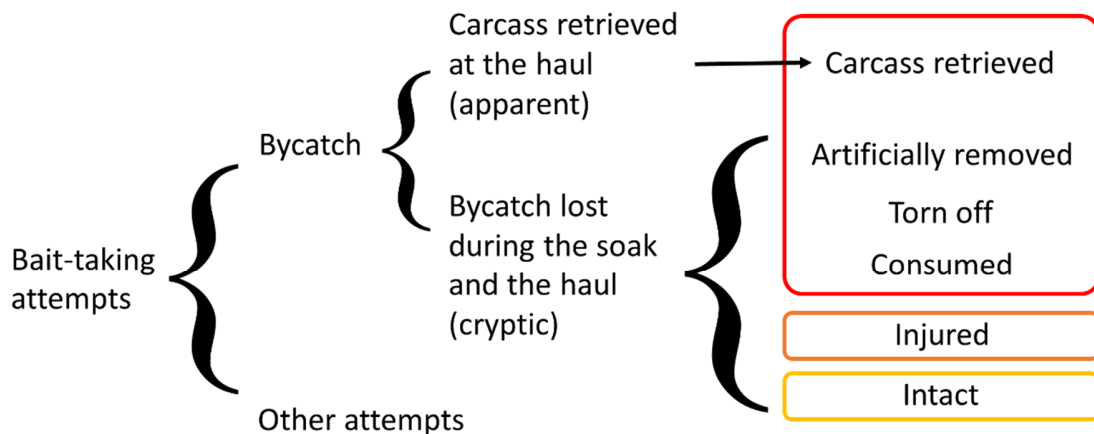 Bait-taking
attempts
Bycatch
Other attempts
Carcass retrieved
at the haul
(apparent)
Bycatch lost
during the soak
and the haul
(cryptic)
Carcass retrieved
Artificially removed
Torn off
Consumed
Injured
Intact